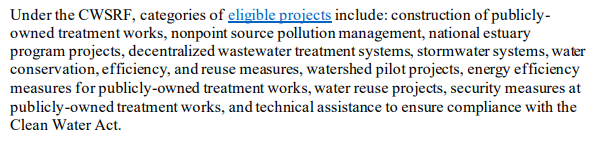 Under the CWSRF, categories of eligible projects include: construction of publicly-
owned treatment works, nonpoint source pollution management, national estuary
program projects, decentralized wastewater treatment systems, stormwater systems, water
conservation, efficiency, and reuse measures, watershed pilot projects, energy efficiency
measures for publicly-owned treatment works, water reuse projects, security measures at
publicly-owned treatment works, and technical assistance to ensure compliance with the
Clean Water Act.